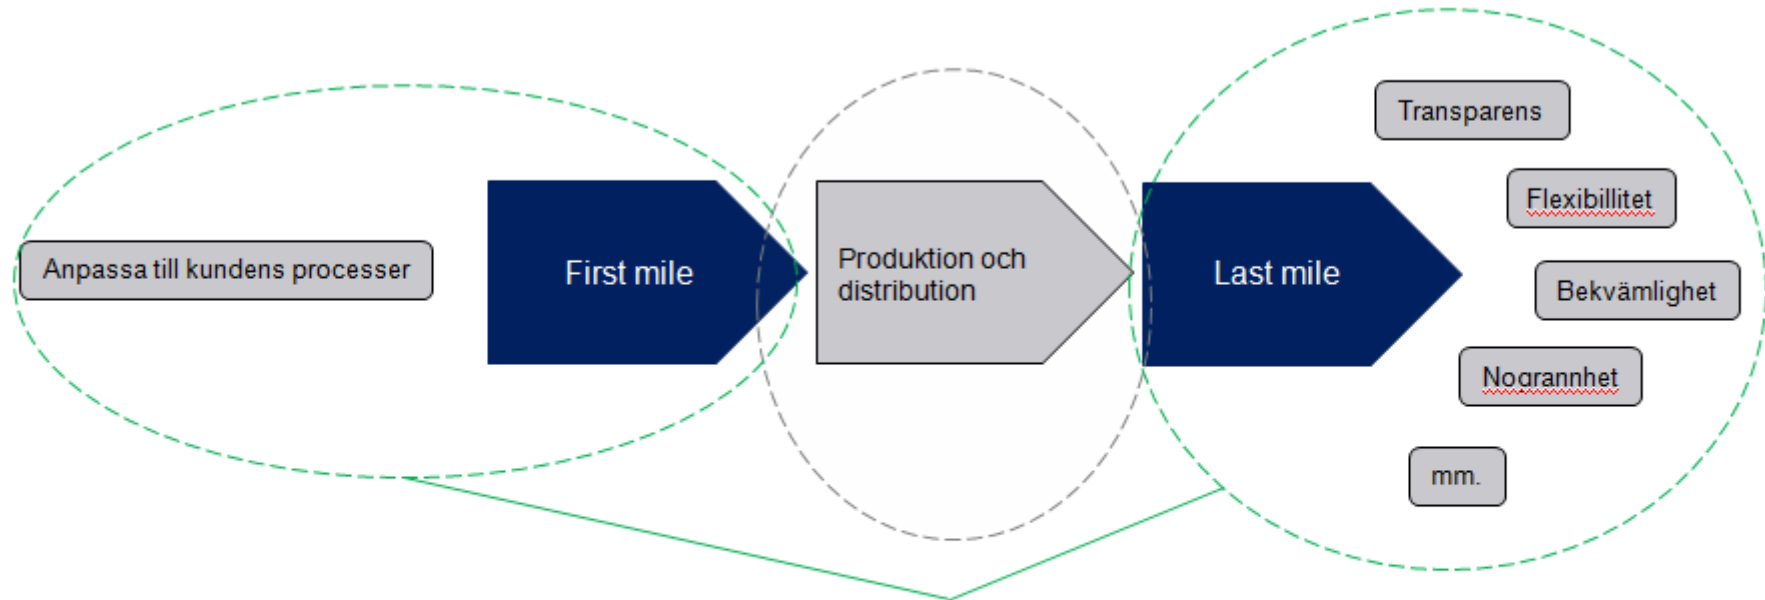 Anpassa till kundens processer
First mile
Produktion och
distribution
Last mile
Transparens
Flexibillitet
Bekvämlighet
Nogrannhet
mm.